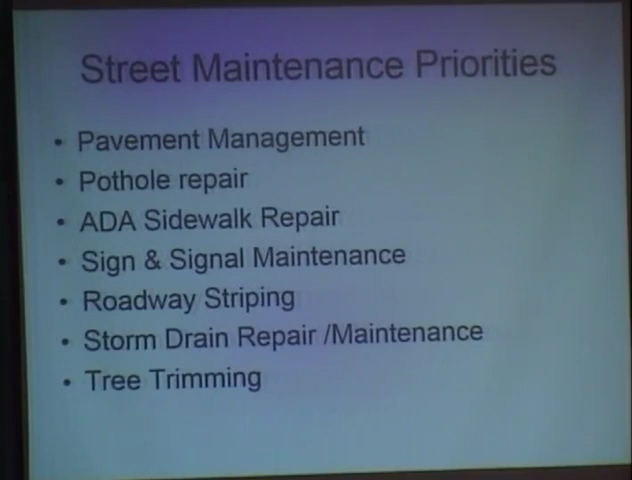 Street Maintenance Priorities
• Pavement Management
• Pothole repair
• ADA Sidewalk Repair
• Sign & Signal Maintenance
• Roadway Striping
• Storm Drain Repair /Maintenance
• Tree Trimming